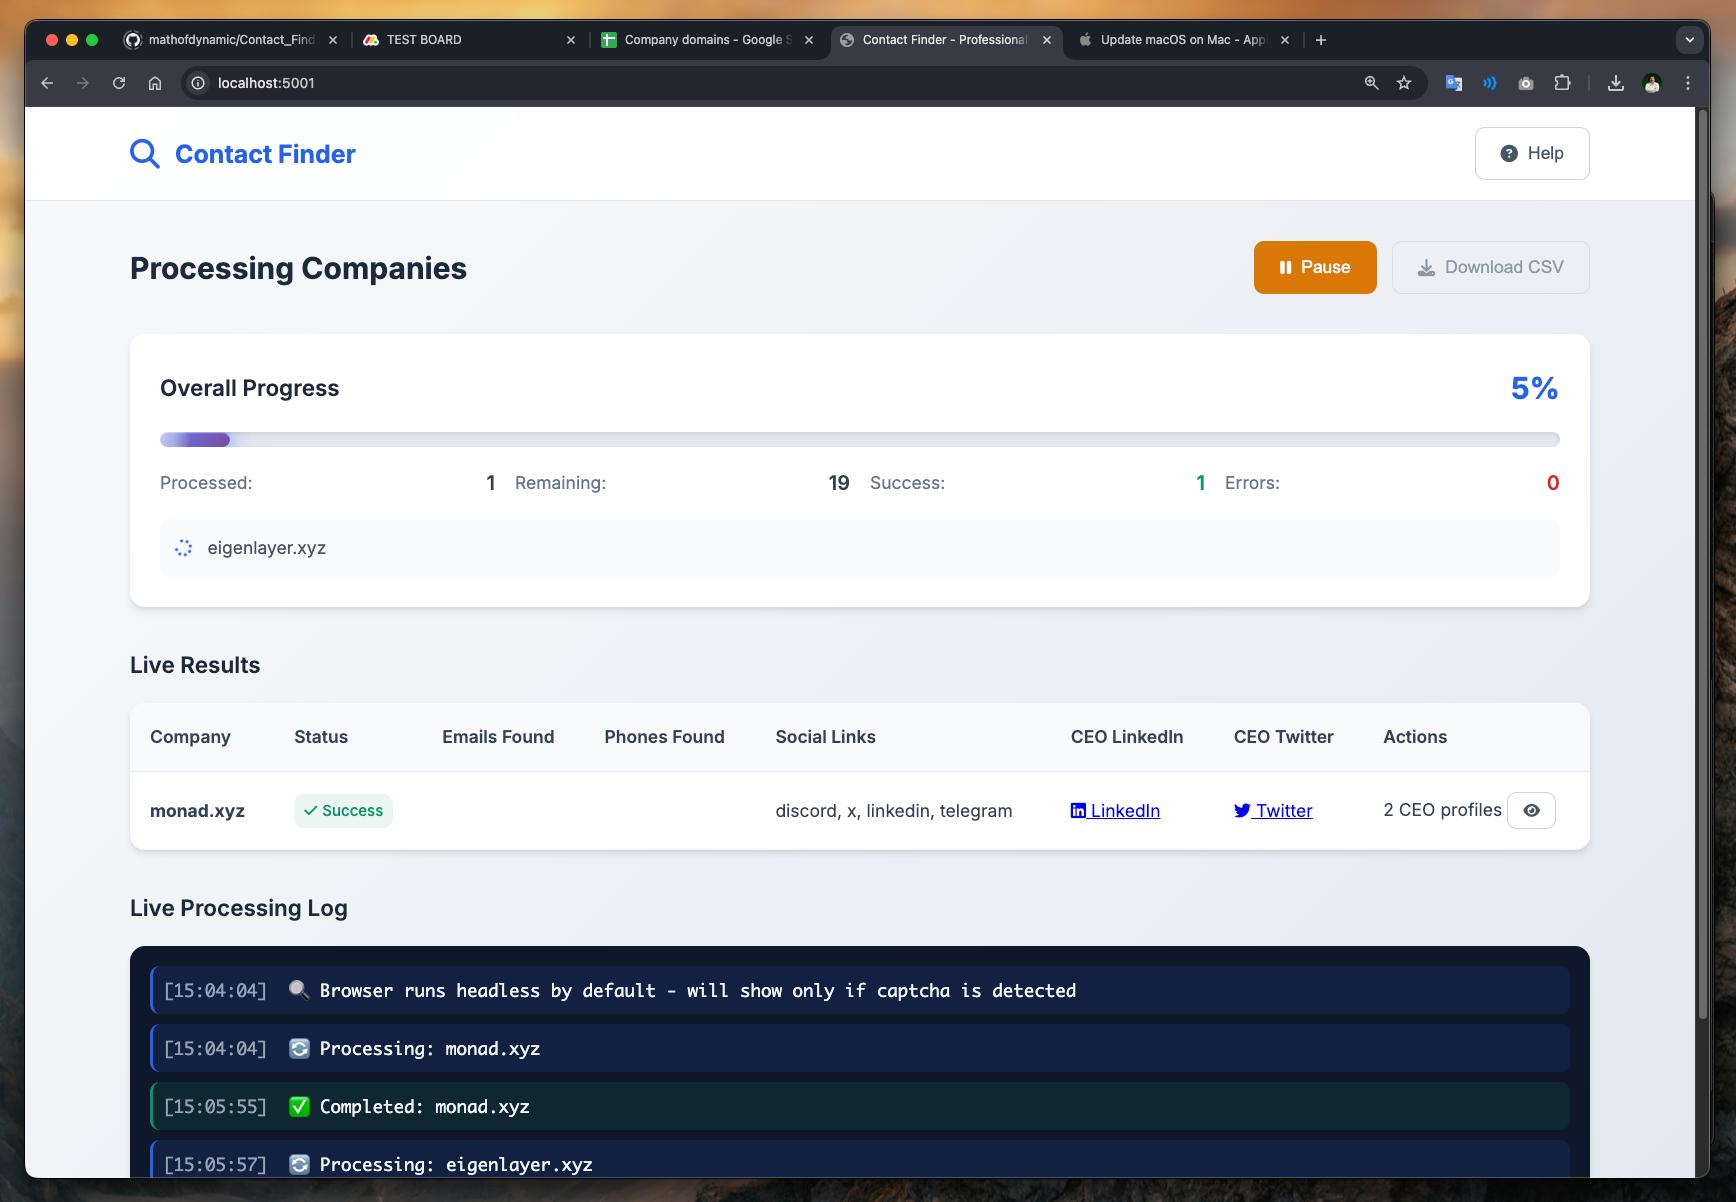 mathofdynamic/Contact_Find
TEST BOARD
Company domains - Google S
Contact Finder - Professional
Update macOS on Mac - Appl
localhost:5001
Contact Finder
Help
Processing Companies
Pause
Download CSV
Overall Progress
5%
Processed: 1 Remaining: 19 Success: 1 Errors: 0
eigenlayer.xyz
Live Results
Company Status Emails Found Phones Found Social Links CEO LinkedIn CEO Twitter Actions
monad.xyz Success discord, x, linkedin, telegram LinkedIn Twitter 2 CEO profiles
Live Processing Log
[15:04:04] 🔍 Browser runs headless by default - will show only if captcha is detected
[15:04:04] 🔄 Processing: monad.xyz
[15:05:55] ✅ Completed: monad.xyz
[15:05:57] 🔄 Processing: eigenlayer.xyz